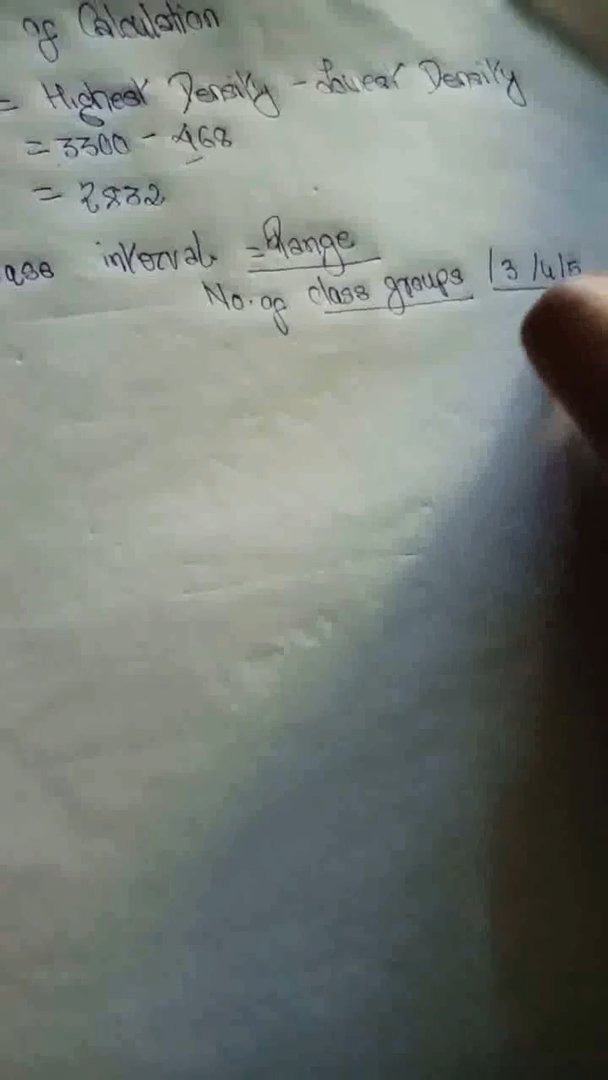 of Calculation
= Highest Density - Lowest Density
= 3300 - 468
= 2832
ass interval = Range
No. of class groups / 3 / 4 / 5